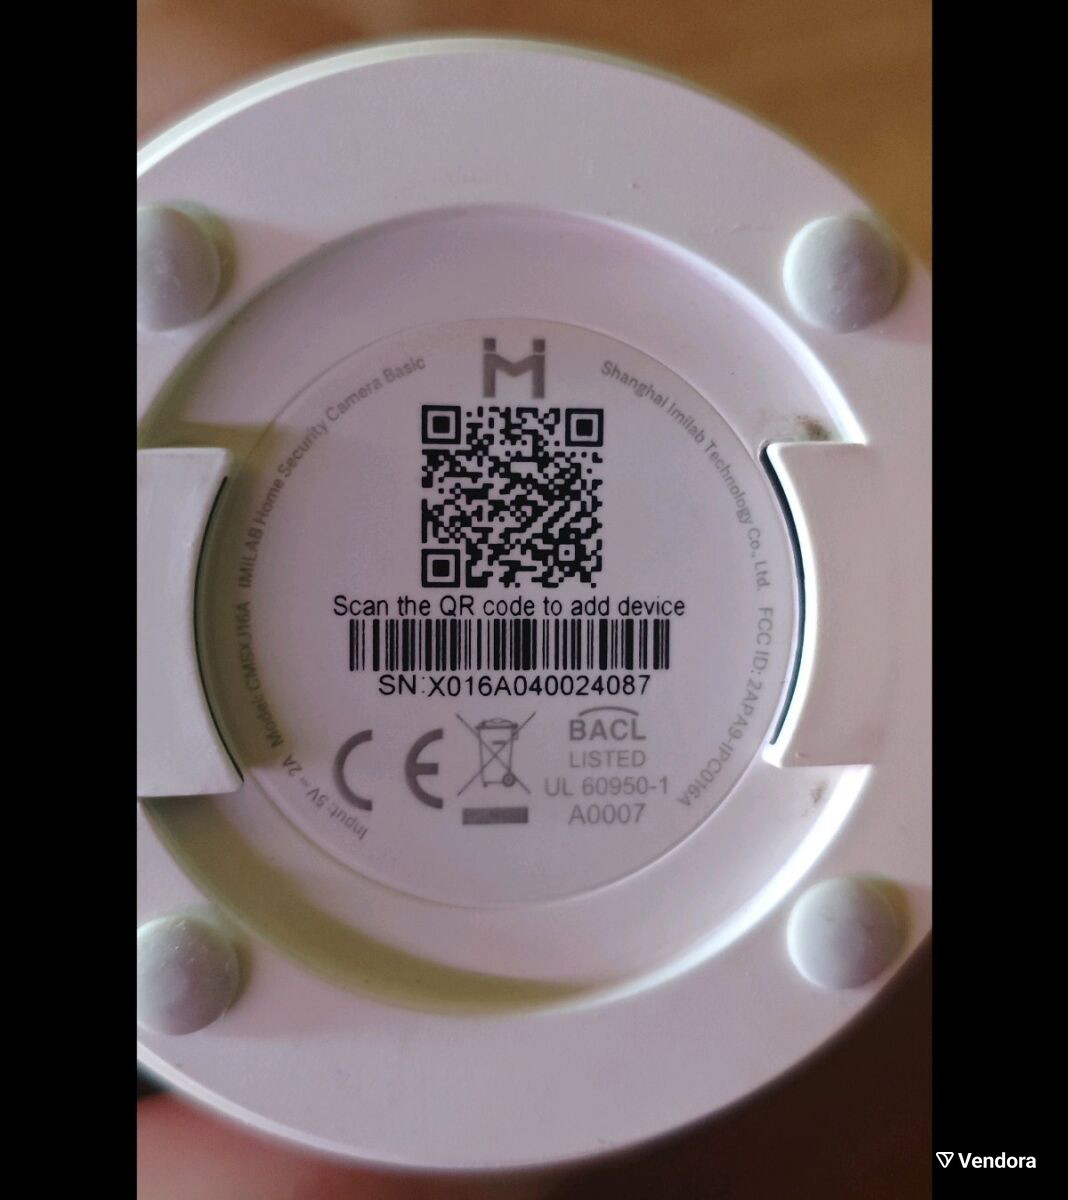 Input: 5V⎓2A Model: CMSXJ16A IMILAB Home Security Camera Basic
Shanghai Imilab Technology Co., Ltd. FCC ID: 2APA9-IPC016A
Scan the QR code to add device
SN:X016A040024087
CE
BACL
LISTED
UL 60950-1
A0007
Vendora